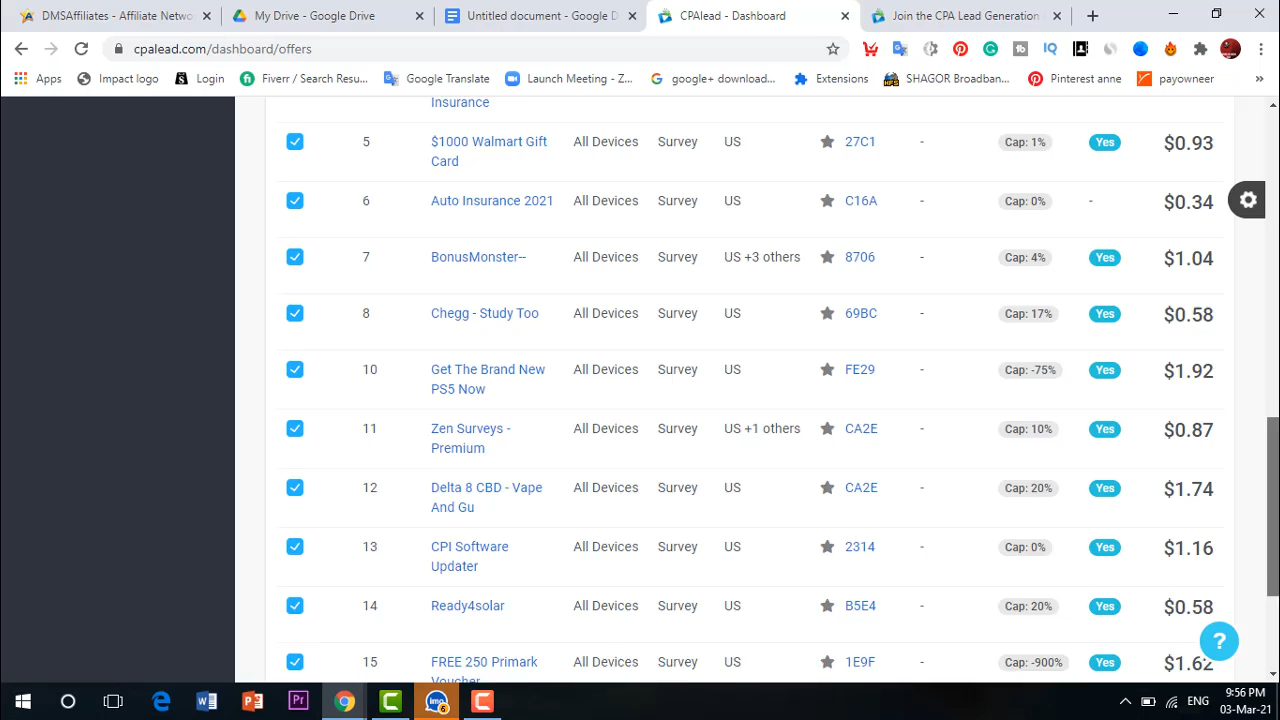 DMSAffiliates - Affiliate Netw
My Drive - Google Drive
Untitled document - Google D
CPAlead - Dashboard
Join the CPA Lead Generation
cpalead.com/dashboard/offers
IQ
Apps
Impact logo
Login
Fiverr / Search Resu...
Google Translate
Launch Meeting - Z...
google+ download...
Extensions
SHAGOR Broadban...
Pinterest anne
payowneer
»
Insurance
5 $1000 Walmart Gift Card All Devices Survey US 27C1 - Cap: 1% Yes $0.93
6 Auto Insurance 2021 All Devices Survey US C16A - Cap: 0% - $0.34
7 BonusMonster-- All Devices Survey US +3 others 8706 - Cap: 4% Yes $1.04
8 Chegg - Study Too All Devices Survey US 69BC - Cap: 17% Yes $0.58
10 Get The Brand New PS5 Now All Devices Survey US FE29 - Cap: -75% Yes $1.92
11 Zen Surveys - Premium All Devices Survey US +1 others CA2E - Cap: 10% Yes $0.87
12 Delta 8 CBD - Vape And Gu All Devices Survey US CA2E - Cap: 20% Yes $1.74
13 CPI Software Updater All Devices Survey US 2314 - Cap: 0% Yes $1.16
14 Ready4solar All Devices Survey US B5E4 - Cap: 20% Yes $0.58
15 FREE 250 Primark Voucher All Devices Survey US 1E9F - Cap: -900% Yes $1.62
?
Pr
imo
6
ENG
9:56 PM
03-Mar-21